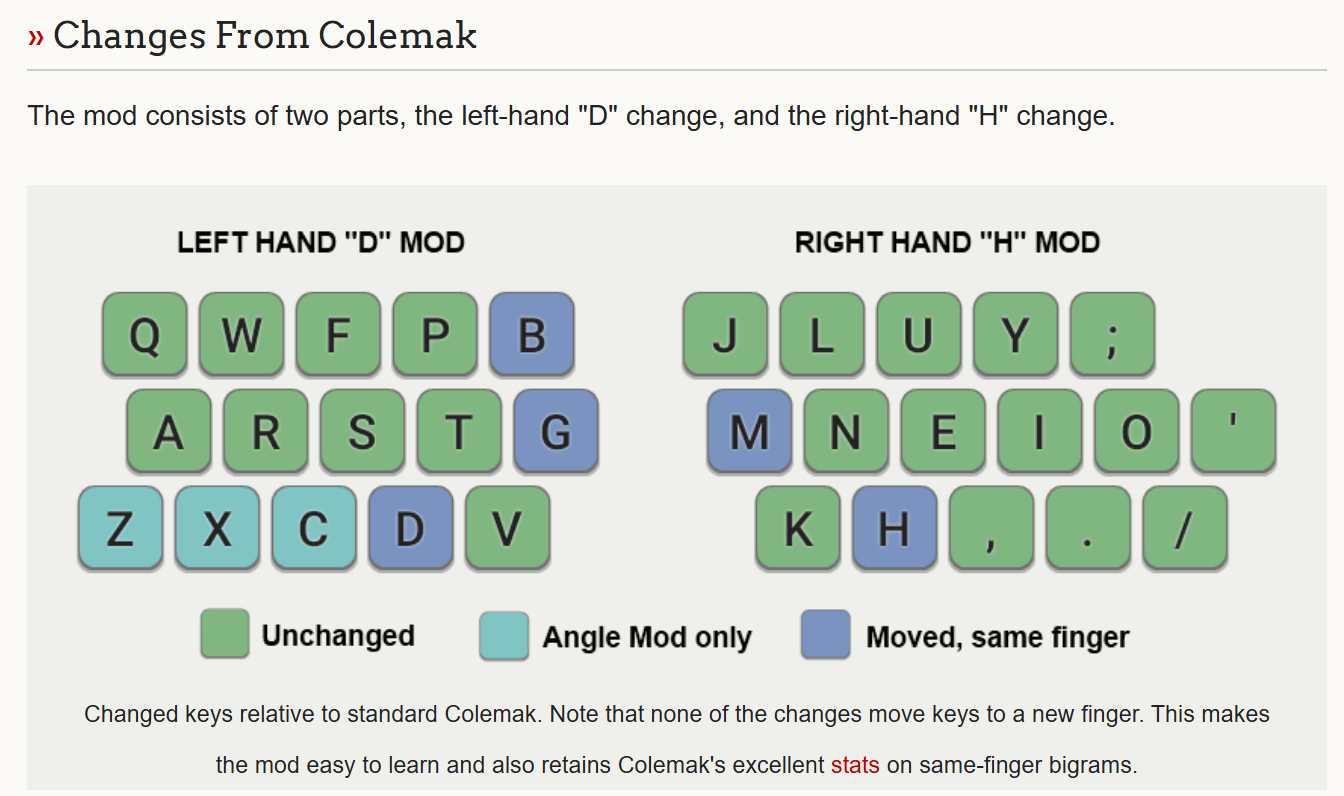 » Changes From Colemak
The mod consists of two parts, the left-hand "D" change, and the right-hand "H" change.
LEFT HAND "D" MOD
RIGHT HAND "H" MOD
Q W F P B
J L U Y ;
A R S T G
M N E I O '
Z X C D V
K H , . /
Unchanged
Angle Mod only
Moved, same finger
Changed keys relative to standard Colemak. Note that none of the changes move keys to a new finger. This makes
the mod easy to learn and also retains Colemak's excellent stats on same-finger bigrams.